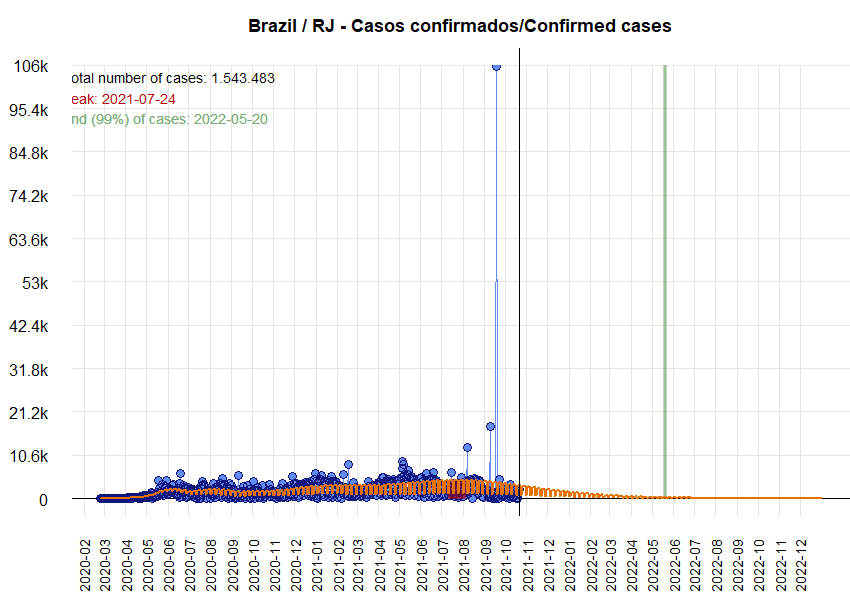 Brazil / RJ - Casos confirmados/Confirmed cases
otal number of cases: 1.543.483
eak: 2021-07-24
nd (99%) of cases: 2022-05-20
106k
95.4k
84.8k
74.2k
63.6k
53k
42.4k
31.8k
21.2k
10.6k
0
2020-02
2020-03
2020-04
2020-05
2020-06
2020-07
2020-08
2020-09
2020-10
2020-11
2020-12
2021-01
2021-02
2021-03
2021-04
2021-05
2021-06
2021-07
2021-08
2021-09
2021-10
2021-11
2021-12
2022-01
2022-02
2022-03
2022-04
2022-05
2022-06
2022-07
2022-08
2022-09
2022-10
2022-11
2022-12